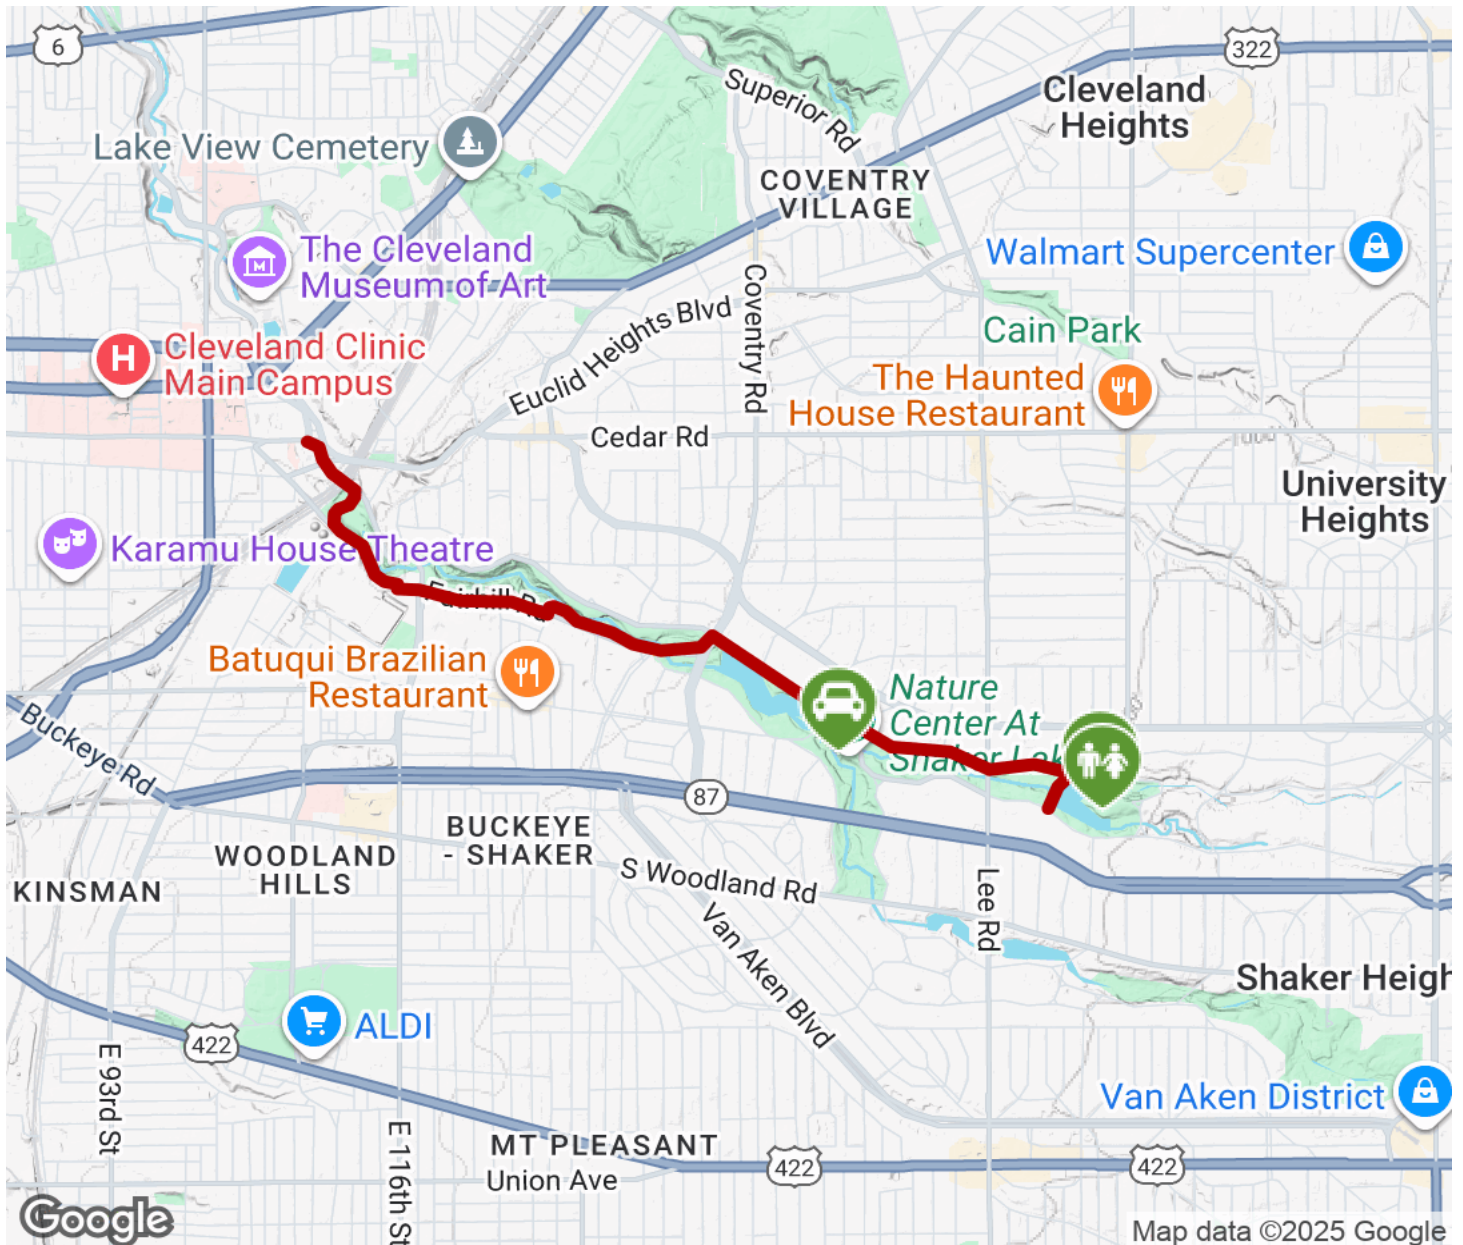 6
322
Superior Rd
Cleveland
Heights
Lake View Cemetery
COVENTRY
VILLAGE
The Cleveland
Museum of Art
Walmart Supercenter
Coventry Rd
Euclid Heights Blvd
Cain Park
H
Cleveland Clinic
Main Campus
The Haunted
House Restaurant
Cedar Rd
University
Heights
Karamu House Theatre
Fairhill Rd
Batuqui Brazilian
Restaurant
Nature
Center At
Shaker Lak
Buckeye Rd
87
BUCKEYE
- SHAKER
WOODLAND
HILLS
KINSMAN
S Woodland Rd
Lee Rd
Van Aken Blvd
Shaker Heigh
ALDI
422
E 93rd St
Van Aken District
E 116th St
MT PLEASANT
Union Ave
422
422
Google
Map data ©2025 Google